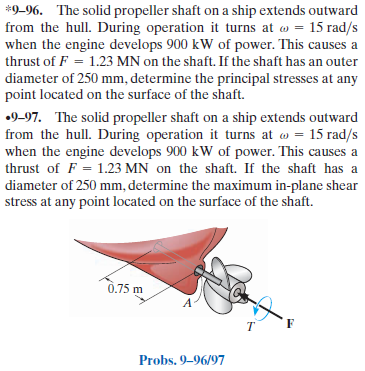 *9–96. The solid propeller shaft on a ship extends outward
from the hull. During operation it turns at ω = 15 rad/s
when the engine develops 900 kW of power. This causes a
thrust of F = 1.23 MN on the shaft. If the shaft has an outer
diameter of 250 mm, determine the principal stresses at any
point located on the surface of the shaft.
•9–97. The solid propeller shaft on a ship extends outward
from the hull. During operation it turns at ω = 15 rad/s
when the engine develops 900 kW of power. This causes a
thrust of F = 1.23 MN on the shaft. If the shaft has a
diameter of 250 mm, determine the maximum in-plane shear
stress at any point located on the surface of the shaft.
0.75 m
A
T
F
Probs. 9–96/97